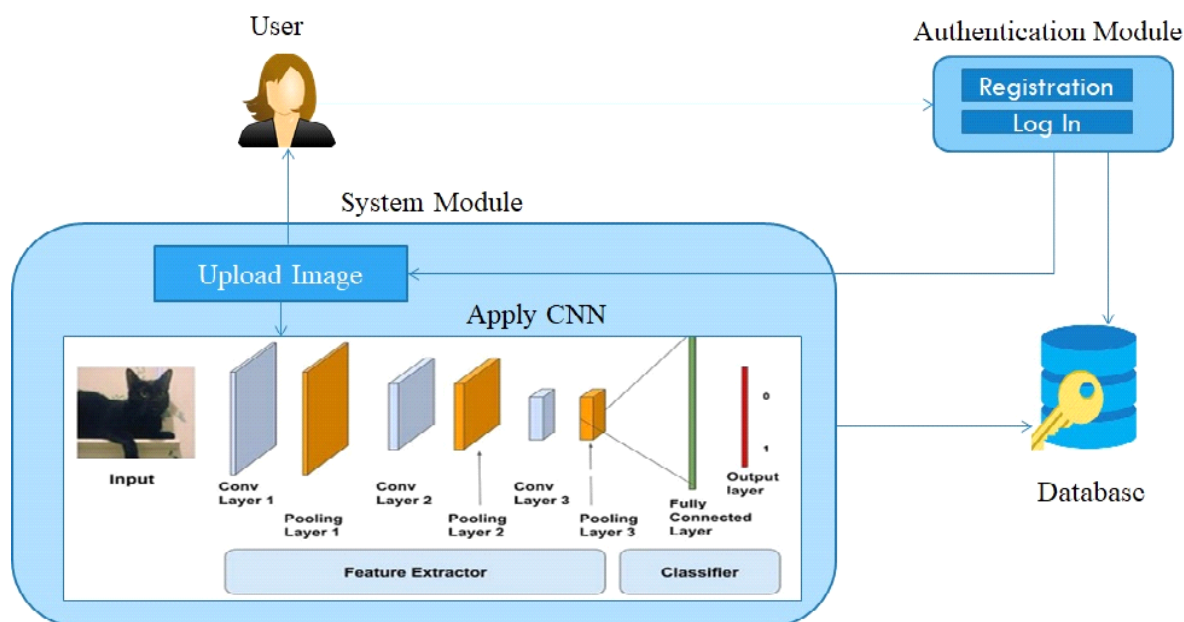 User
Authentication Module
Registration
Log In
System Module
Upload Image
Apply CNN
Input
Conv
Layer 1
Pooling
Layer 1
Conv
Layer 2
Pooling
Layer 2
Conv
Layer 3
Pooling
Layer 3
Fully
Connected
Layer
0
1
Output
layer
Feature Extractor
Classifier
Database